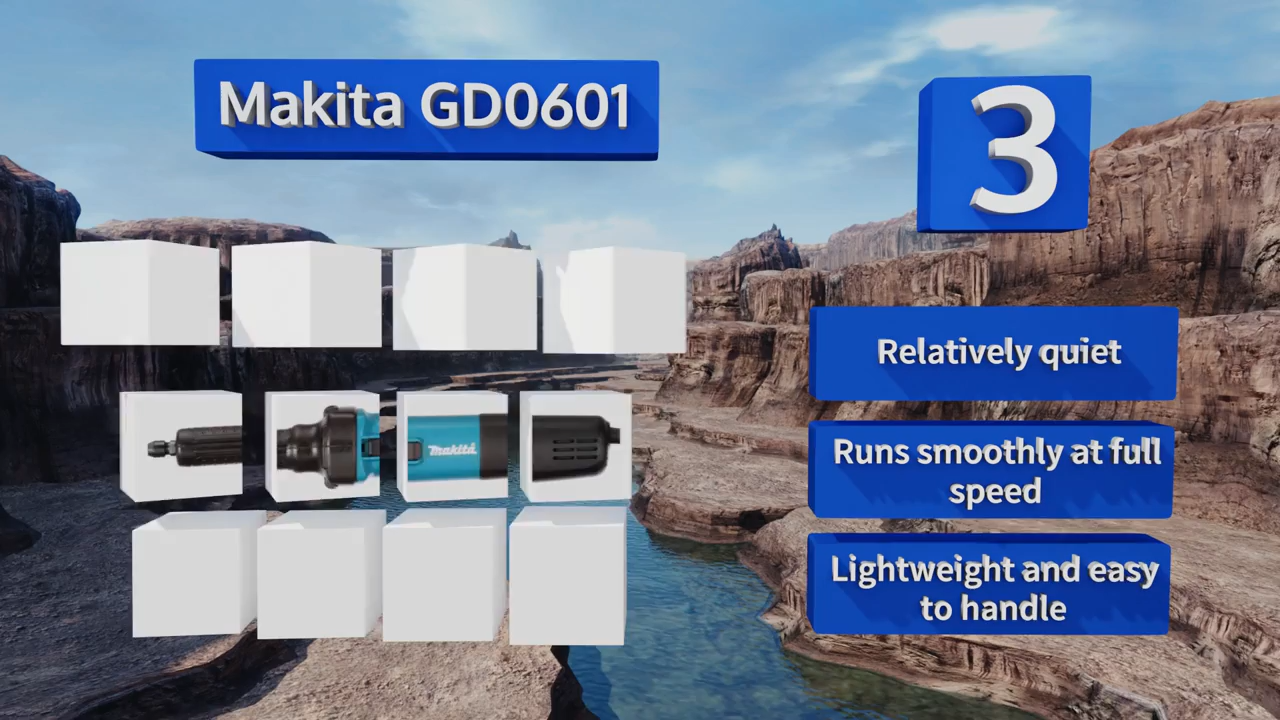 Makita GD0601
3
Relatively quiet
Runs smoothly at full
speed
Lightweight and easy
to handle
Makita